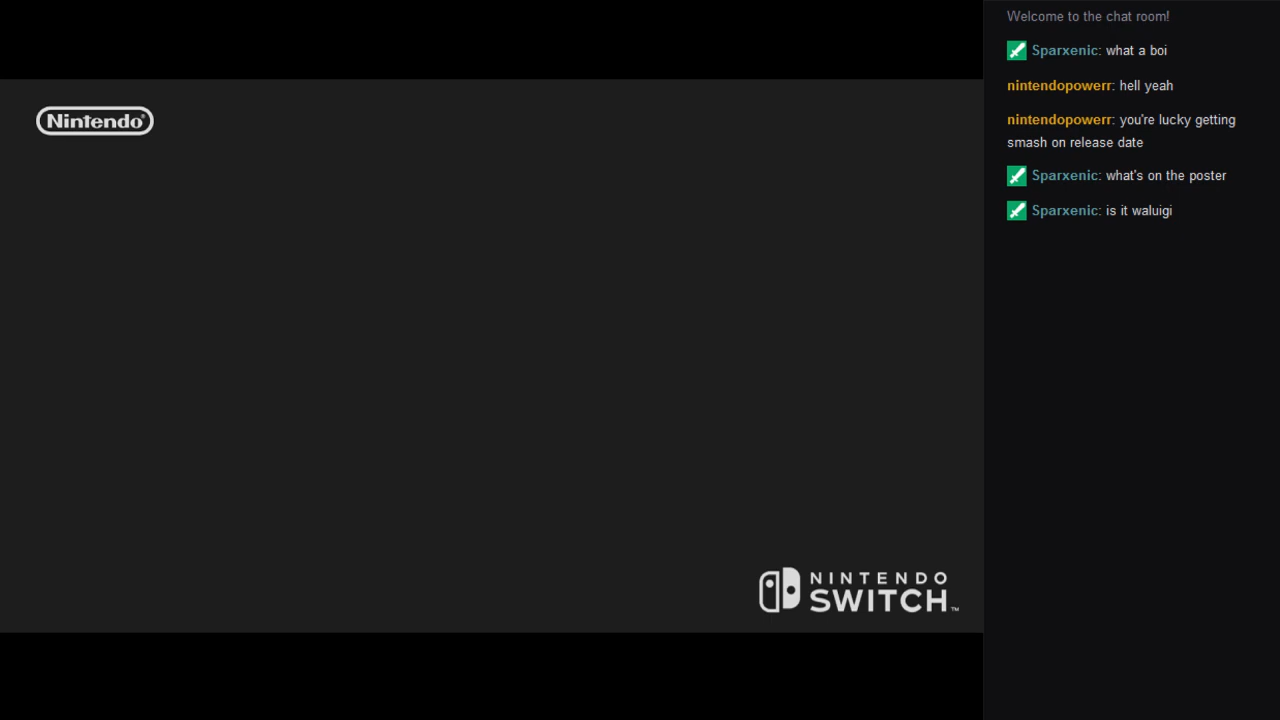 Nintendo®
NINTENDO
SWITCH™
Welcome to the chat room!
Sparxenic: what a boi
nintendopowerr: hell yeah
nintendopowerr: you're lucky getting
smash on release date
Sparxenic: what's on the poster
Sparxenic: is it waluigi